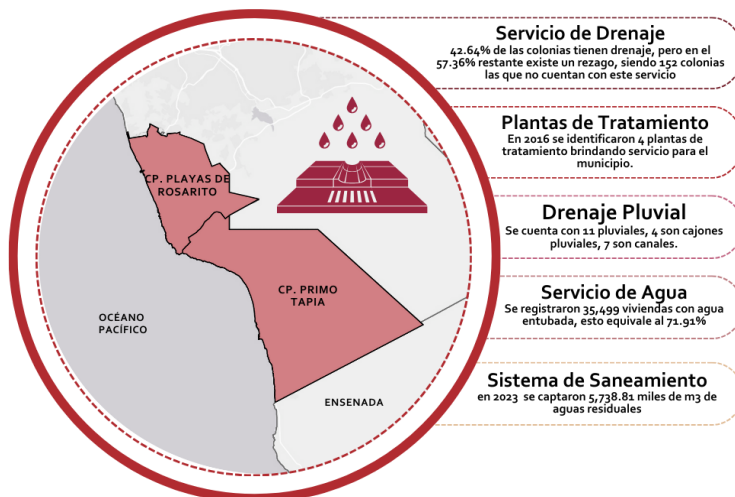 Servicio de Drenaje
42.64% de las colonias tienen drenaje, pero en el
57.36% restante existe un rezago, siendo 152 colonias
las que no cuentan con este servicio
Plantas de Tratamiento
En 2016 se identificaron 4 plantas de
tratamiento brindando servicio para el
municipio.
Drenaje Pluvial
Se cuenta con 11 pluviales, 4 son cajones
pluviales, 7 son canales.
Servicio de Agua
Se registraron 35,499 viviendas con agua
entubada, esto equivale al 71.91%
Sistema de Saneamiento
en 2023 se captaron 5,738.81 miles de m3 de
aguas residuales
CP. PLAYAS DE
ROSARITO
CP. PRIMO
TAPIA
OCÉANO
PACÍFICO
ENSENADA